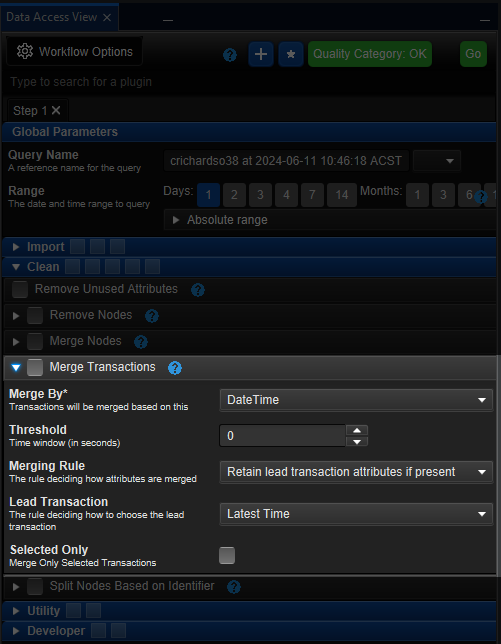 Data Access View
Workflow Options
? + * Quality Category: OK Go
Type to search for a plugin
Step 1
Global Parameters
Query Name
A reference name for the query
crichardso38 at 2024-06-11 10:46:18 ACST
Range
The date and time range to query
Days: 1 2 3 4 7 14 Months: 1 3 6 ?
Absolute range
Import
Clean
Remove Unused Attributes ?
Remove Nodes ?
Merge Nodes ?
Merge Transactions ?
Merge By*
Transactions will be merged based on this
DateTime
Threshold
Time window (in seconds)
0
Merging Rule
The rule deciding how attributes are merged
Retain lead transaction attributes if present
Lead Transaction
The rule deciding how to choose the lead
transaction
Latest Time
Selected Only
Merge Only Selected Transactions
Split Nodes Based on Identifier ?
Utility
Developer